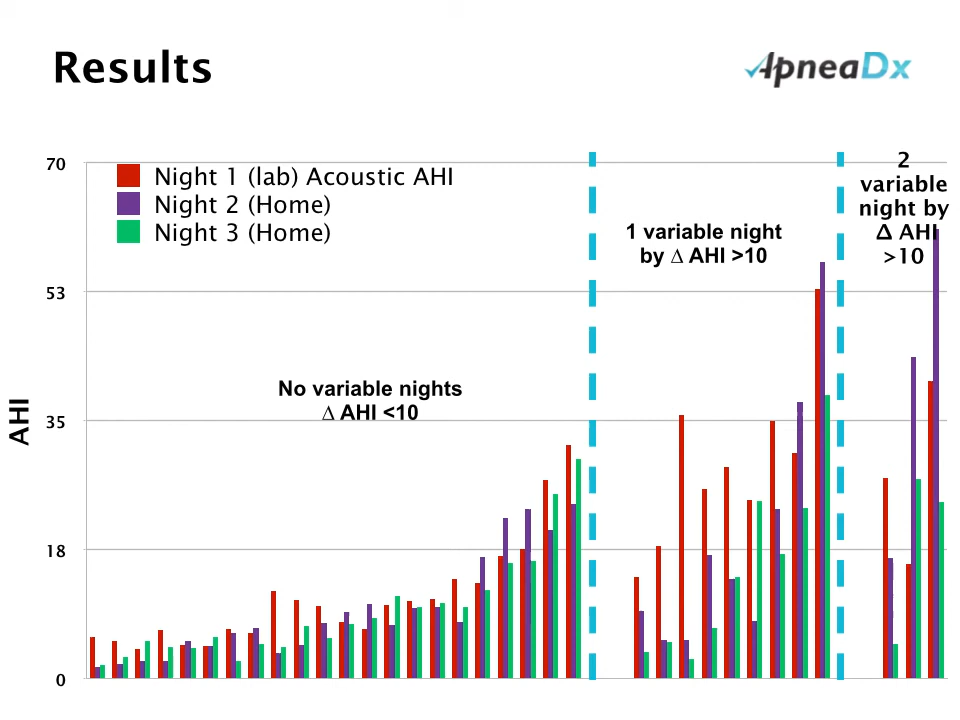 Results
ApneaDx
70
53
35
18
0
AHI
Night 1 (lab) Acoustic AHI
Night 2 (Home)
Night 3 (Home)
No variable nights
∆ AHI <10
1 variable night
by ∆ AHI >10
2
variable
night by
Δ AHI
>10